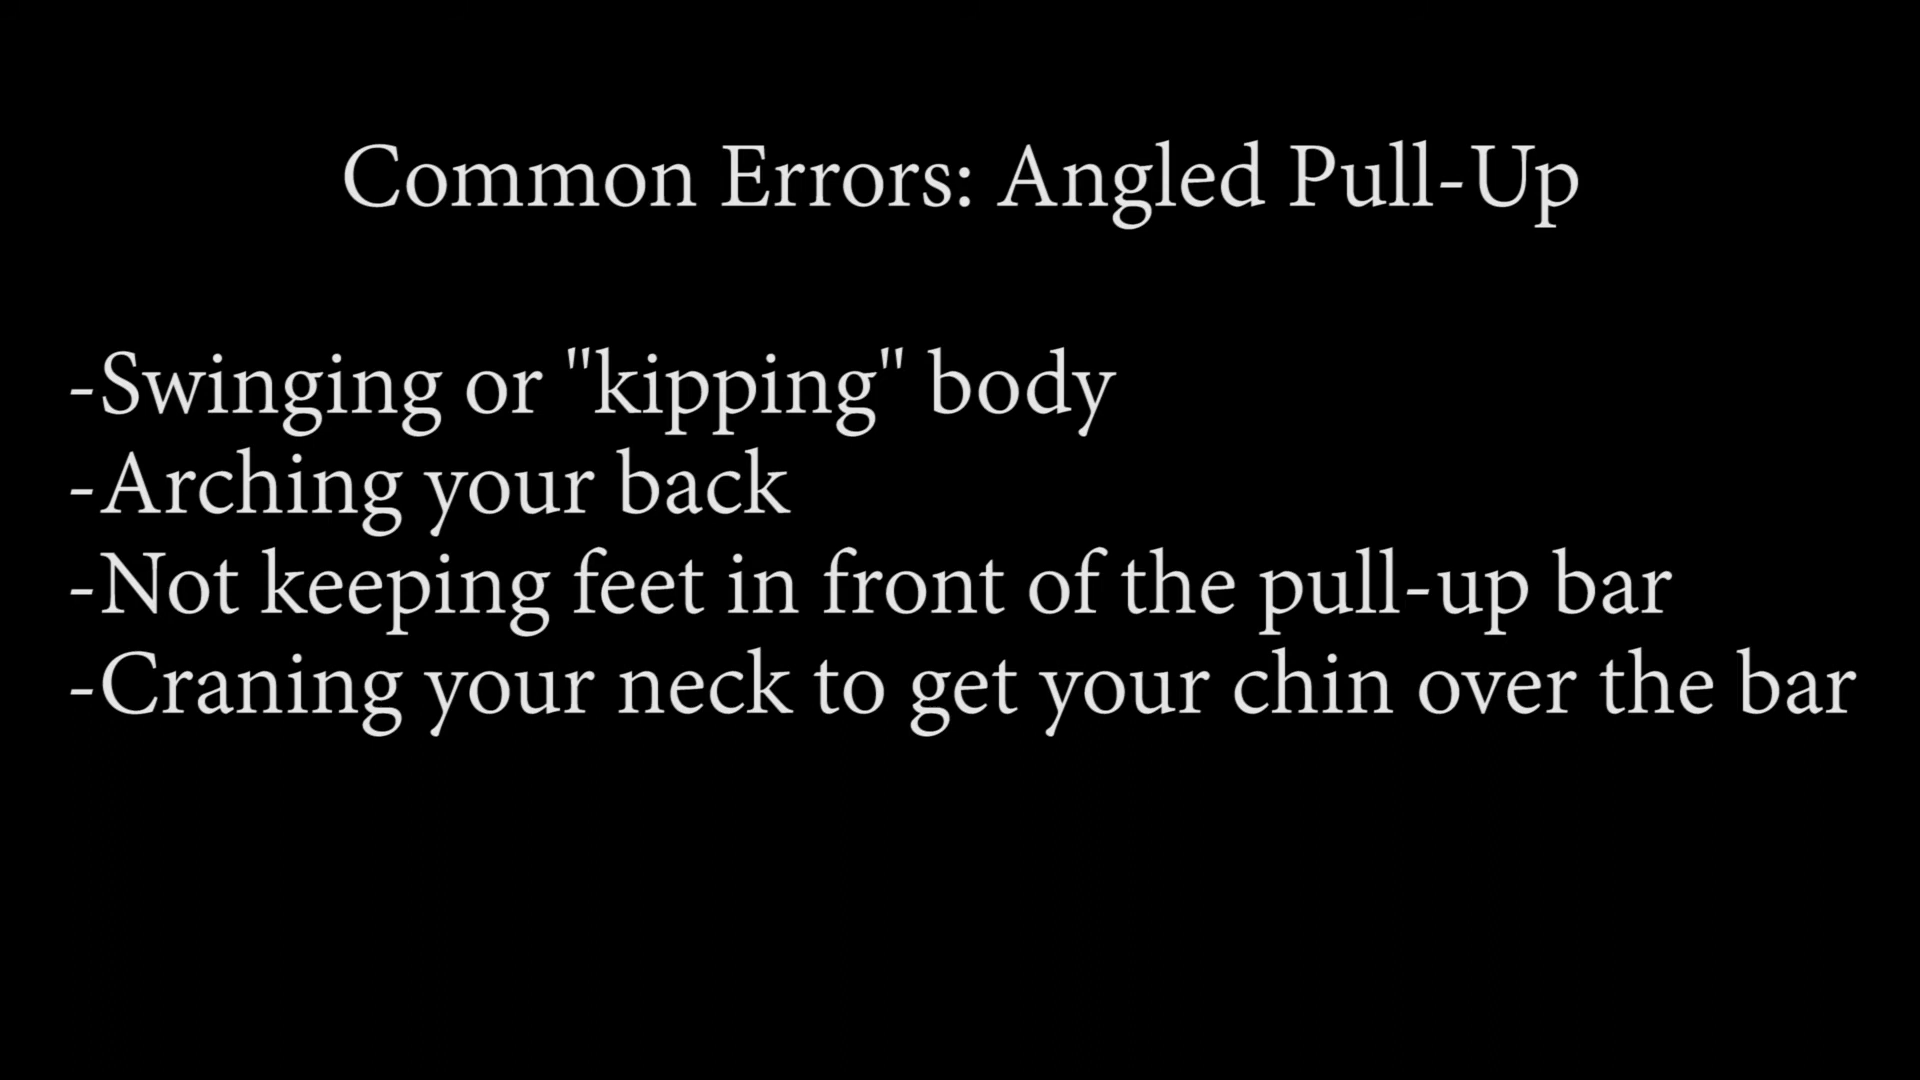 Common Errors: Angled Pull-Up
-Swinging or "kipping" body
-Arching your back
-Not keeping feet in front of the pull-up bar
-Craning your neck to get your chin over the bar